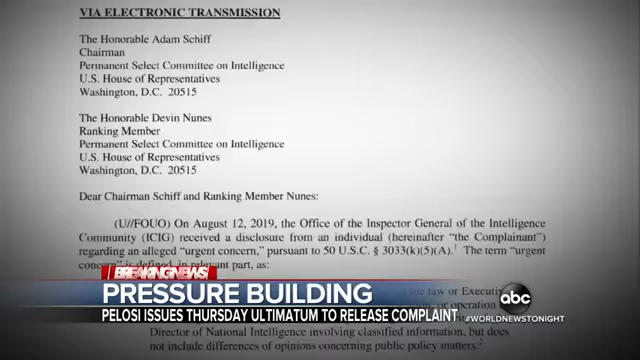 VIA ELECTRONIC TRANSMISSION
The Honorable Adam Schiff
Chairman
Permanent Select Committee on Intelligence
U.S. House of Representatives
Washington, D.C. 20515
The Honorable Devin Nunes
Ranking Member
Permanent Select Committee on Intelligence
U.S. House of Representatives
Washington, D.C. 20515
Dear Chairman Schiff and Ranking Member Nunes:
(U//FOUO) On August 12, 2019, the Office of the Inspector General of the Intelligence
Community (ICIG) received a disclosure from an individual (hereinafter “the Complainant”)
regarding an alleged “urgent concern,” pursuant to 50 U.S.C. § 3033(k)(5)(A).1 The term “urgent
concern” is defined, in relevant part, as:
BREAKING NEWS
the law or Executive
PRESSURE BUILDING
or operation
abc
PELOSI ISSUES THURSDAY ULTIMATUM TO RELEASE COMPLAINT
#WORLDNEWSTONIGHT
Director of National Intelligence involving classified information, but does
not include differences of opinions concerning public policy matters.2